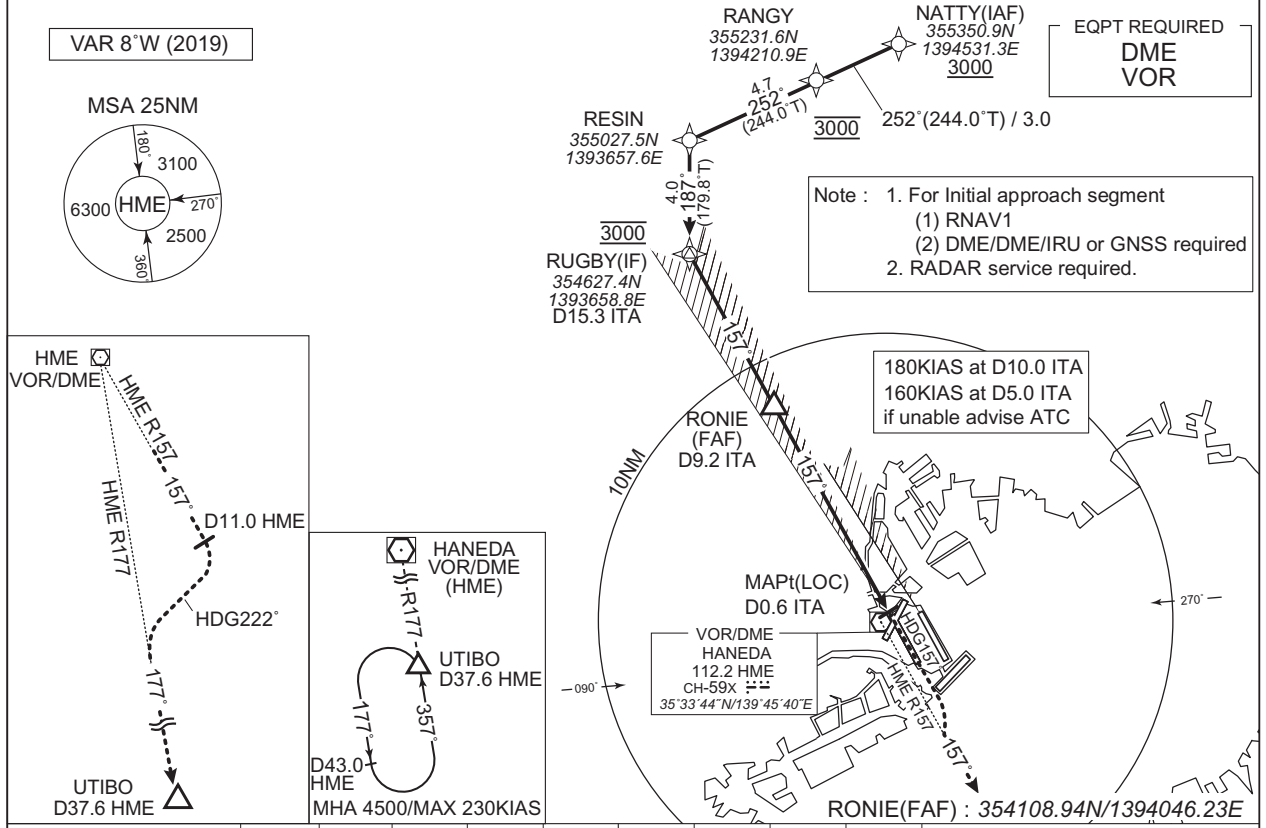 VAR 8°W (2019)
MSA 25NM
180°
3100
6300
HME
270°
2500
360°
RANGY
355231.6N
1394210.9E
NATTY(IAF)
355350.9N
1394531.3E
3000
EQPT REQUIRED
DME
VOR
4.7
252°
(244.0°T)
3000
252°(244.0°T) / 3.0
RESIN
355027.5N
1393657.6E
4.0
187°
(179.8°T)
3000
RUGBY(IF)
354627.4N
1393658.8E
D15.3 ITA
Note : 1. For Initial approach segment
(1) RNAV1
(2) DME/DME/IRU or GNSS required
2. RADAR service required.
157°
180KIAS at D10.0 ITA
160KIAS at D5.0 ITA
if unable advise ATC
RONIE
(FAF)
D9.2 ITA
10NM
157°
MAPt(LOC)
D0.6 ITA
270°
090°
VOR/DME
HANEDA
112.2 HME
CH-59X
35°33′44″N/139°45′40″E
HDG157°
HME R157
157°
RONIE(FAF) : 354108.94N/1394046.23E
HME
VOR/DME
HME R157
157°
D11.0 HME
HME R177
HDG222°
177°
UTIBO
D37.6 HME
HANEDA
VOR/DME
(HME)
R177
UTIBO
D37.6 HME
177°
357°
D43.0
HME
MHA 4500/MAX 230KIAS